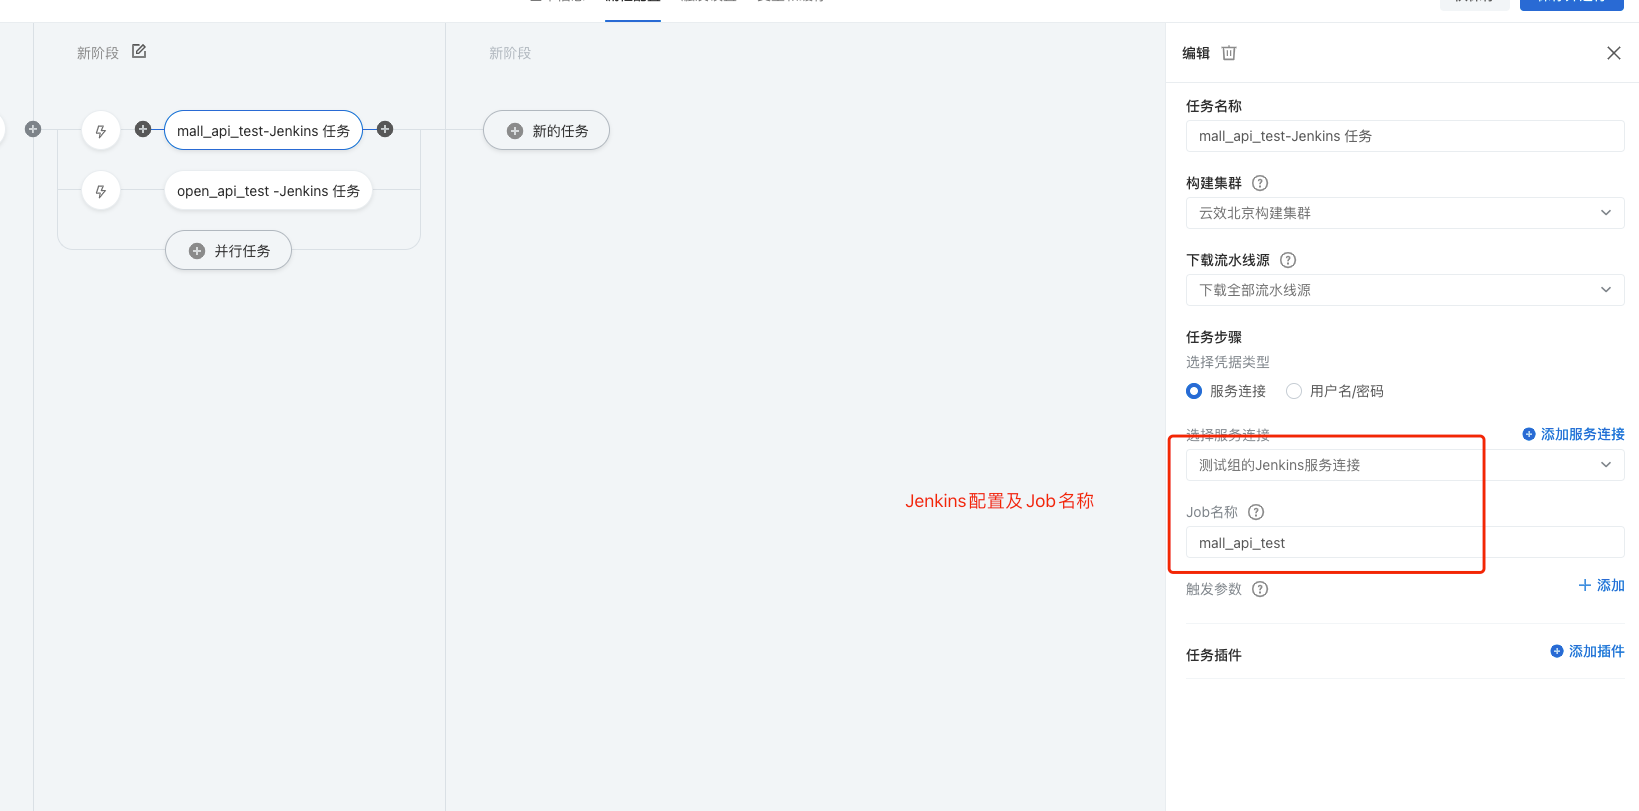 新阶段
新阶段
mall_api_test-Jenkins 任务
新的任务
open_api_test -Jenkins 任务
并行任务
Jenkins配置及Job名称
编辑
任务名称
mall_api_test-Jenkins 任务
构建集群
云效北京构建集群
下载流水线源
下载全部流水线源
任务步骤
选择凭据类型
服务连接 用户名/密码
选择服务连接 添加服务连接
测试组的Jenkins服务连接
Job名称
mall_api_test
触发参数 添加
任务插件 添加插件